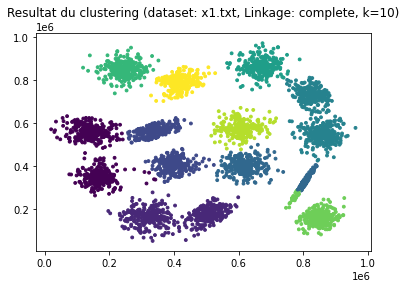 Resultat du clustering (dataset: x1.txt, Linkage: complete, k=10)
1e6
1.0
0.8
0.6
0.4
0.2
0.0 0.2 0.4 0.6 0.8 1.0
1e6